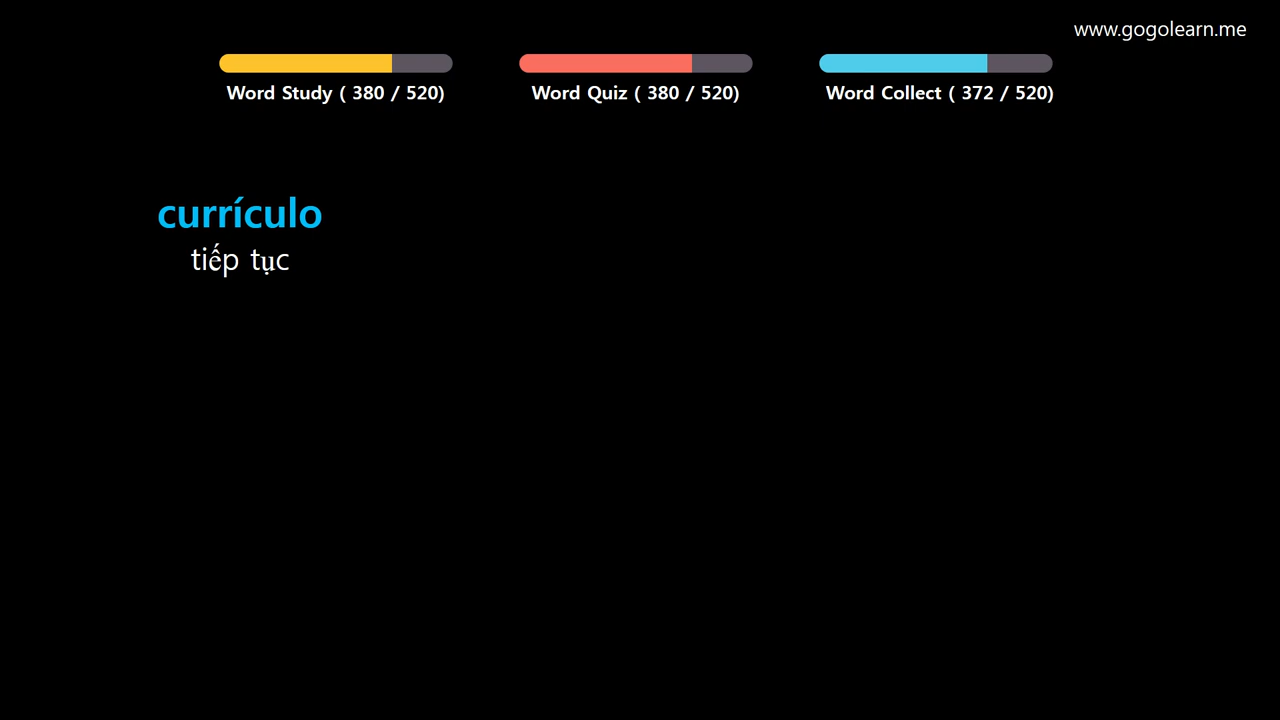 www.gogolearn.me
Word Study ( 380 / 520)
Word Quiz ( 380 / 520)
Word Collect ( 372 / 520)
currículo
tiếp tục